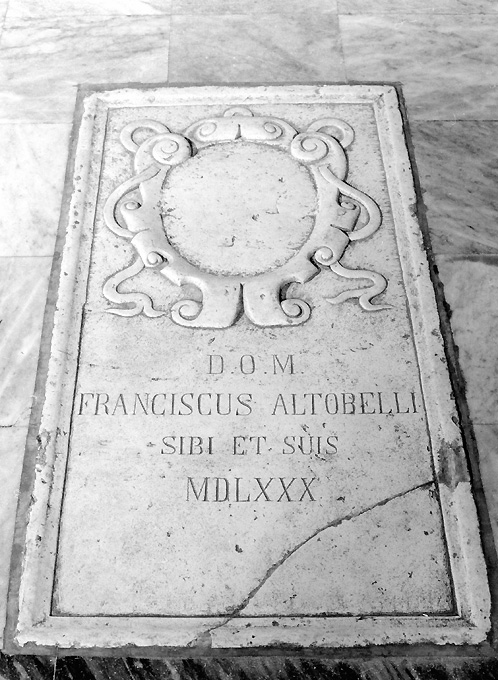 D.O.M.
FRANCISCUS ALTOBELLI
SIBI ET SUIS
MDLXXX